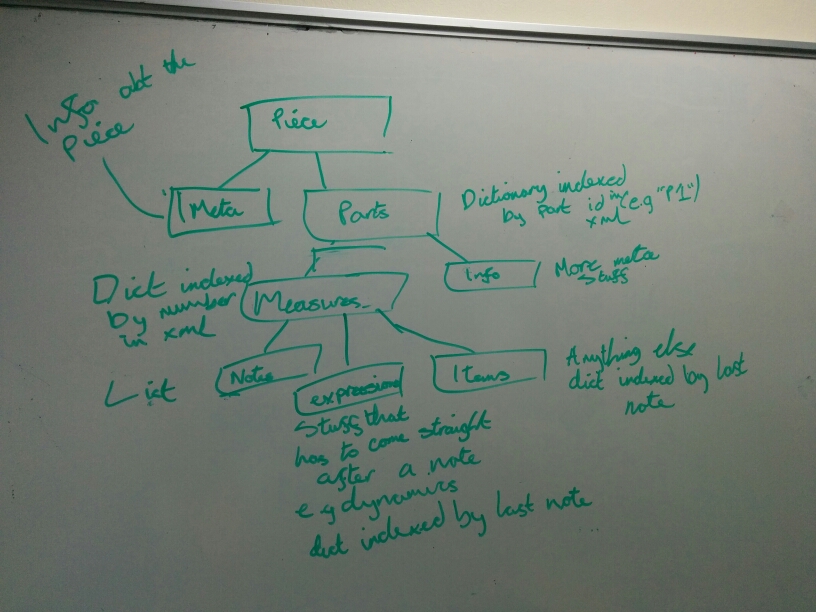 Info abt the
Piece
Piece
Meta
Parts
Dictionary indexed
by part id in (e.g "P1")
xml
Info
More meta
Stuff
Dict indexed
by number
in xml
Measures
List
Notes
expressions
Items
Anything else
dict indexed by last
note
Stuff that
has to come straight
after a note
e.g dynamics
dict indexed by last note